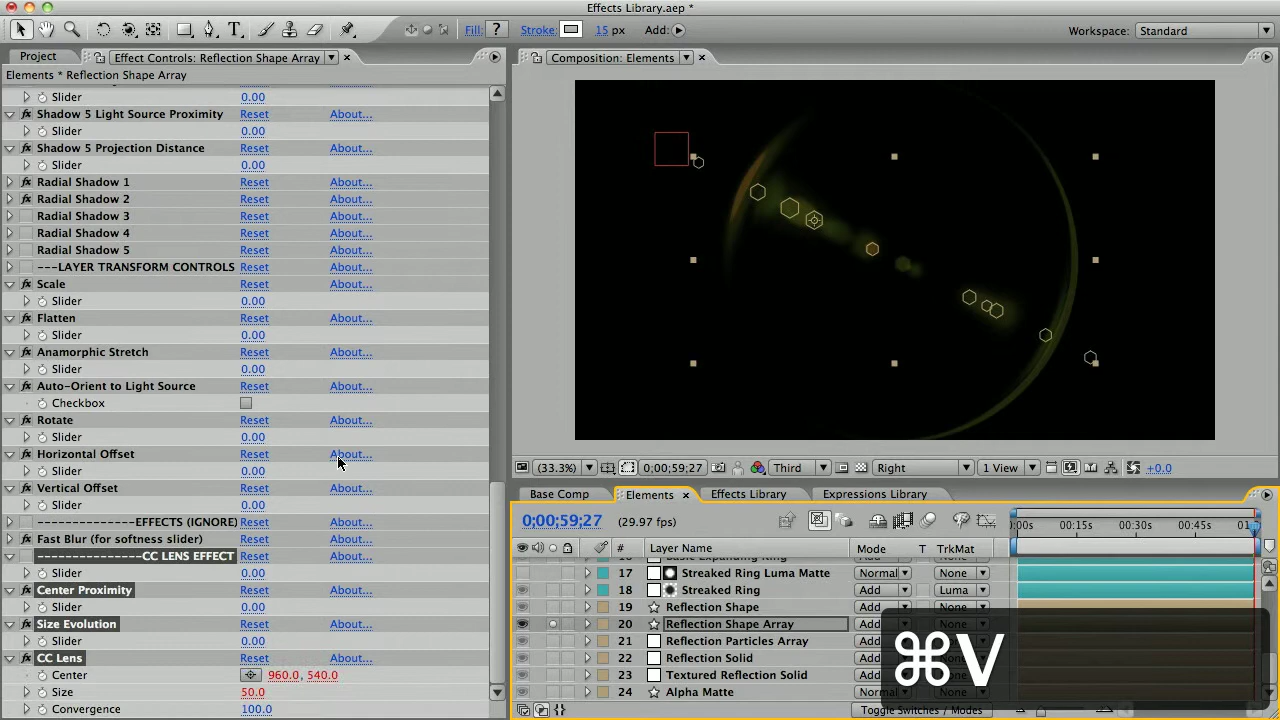 Effects Library.aep *
Fill: ? Stroke: 15 px Add: Workspace: Standard
Project Effect Controls: Reflection Shape Array
Elements * Reflection Shape Array
Slider 0.00
Shadow 5 Light Source Proximity Reset About...
Slider 0.00
Shadow 5 Projection Distance Reset About...
Slider 0.00
Radial Shadow 1 Reset About...
Radial Shadow 2 Reset About...
Radial Shadow 3 Reset About...
Radial Shadow 4 Reset About...
Radial Shadow 5 Reset About...
---LAYER TRANSFORM CONTROLS Reset About...
Scale Reset About...
Slider 0.00
Flatten Reset About...
Slider 0.00
Anamorphic Stretch Reset About...
Slider 0.00
Auto-Orient to Light Source Reset About...
Checkbox
Rotate Reset About...
Slider 0.00
Horizontal Offset Reset About...
Slider 0.00
Vertical Offset Reset About...
Slider 0.00
--------------EFFECTS (IGNORE) Reset About...
Fast Blur (for softness slider) Reset About...
---------------CC LENS EFFECT Reset About...
Slider 0.00
Center Proximity Reset About...
Slider 0.00
Size Evolution Reset About...
Slider 0.00
CC Lens Reset About...
Center 960.0, 540.0
Size 50.0
Convergence 100.0
Composition: Elements
(33.3%) 0;00;59;27 Third Right 1 View +0.0
Base Comp Elements Effects Library Expressions Library
0;00;59;27 (29.97 fps)
:00s 00:15s 00:30s 00:45s 01:
# Layer Name Mode T TrkMat
17 Streaked Ring Luma Matte Normal None
18 Streaked Ring Add Luma
19 Reflection Shape Add None
20 Reflection Shape Array Add None
21 Reflection Particles Array Add None
22 Reflection Solid Add None
23 Textured Reflection Solid Add None
24 Alpha Matte Normal None
Toggle Switches / Modes
⌘V